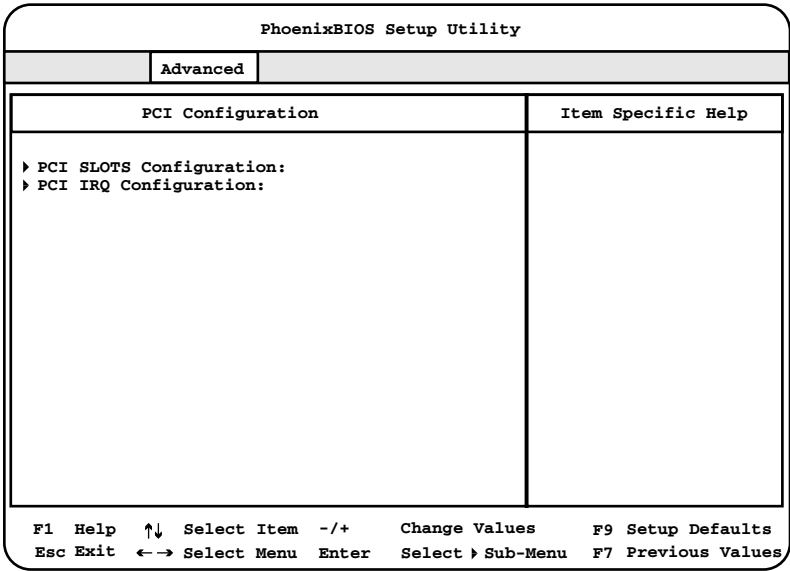 PhoenixBIOS Setup Utility
Advanced
PCI Configuration
Item Specific Help
PCI SLOTS Configuration:
PCI IRQ Configuration:
F1 Help ↑↓ Select Item -/+ Change Values F9 Setup Defaults
Esc Exit ←→ Select Menu Enter Select ▶ Sub-Menu F7 Previous Values